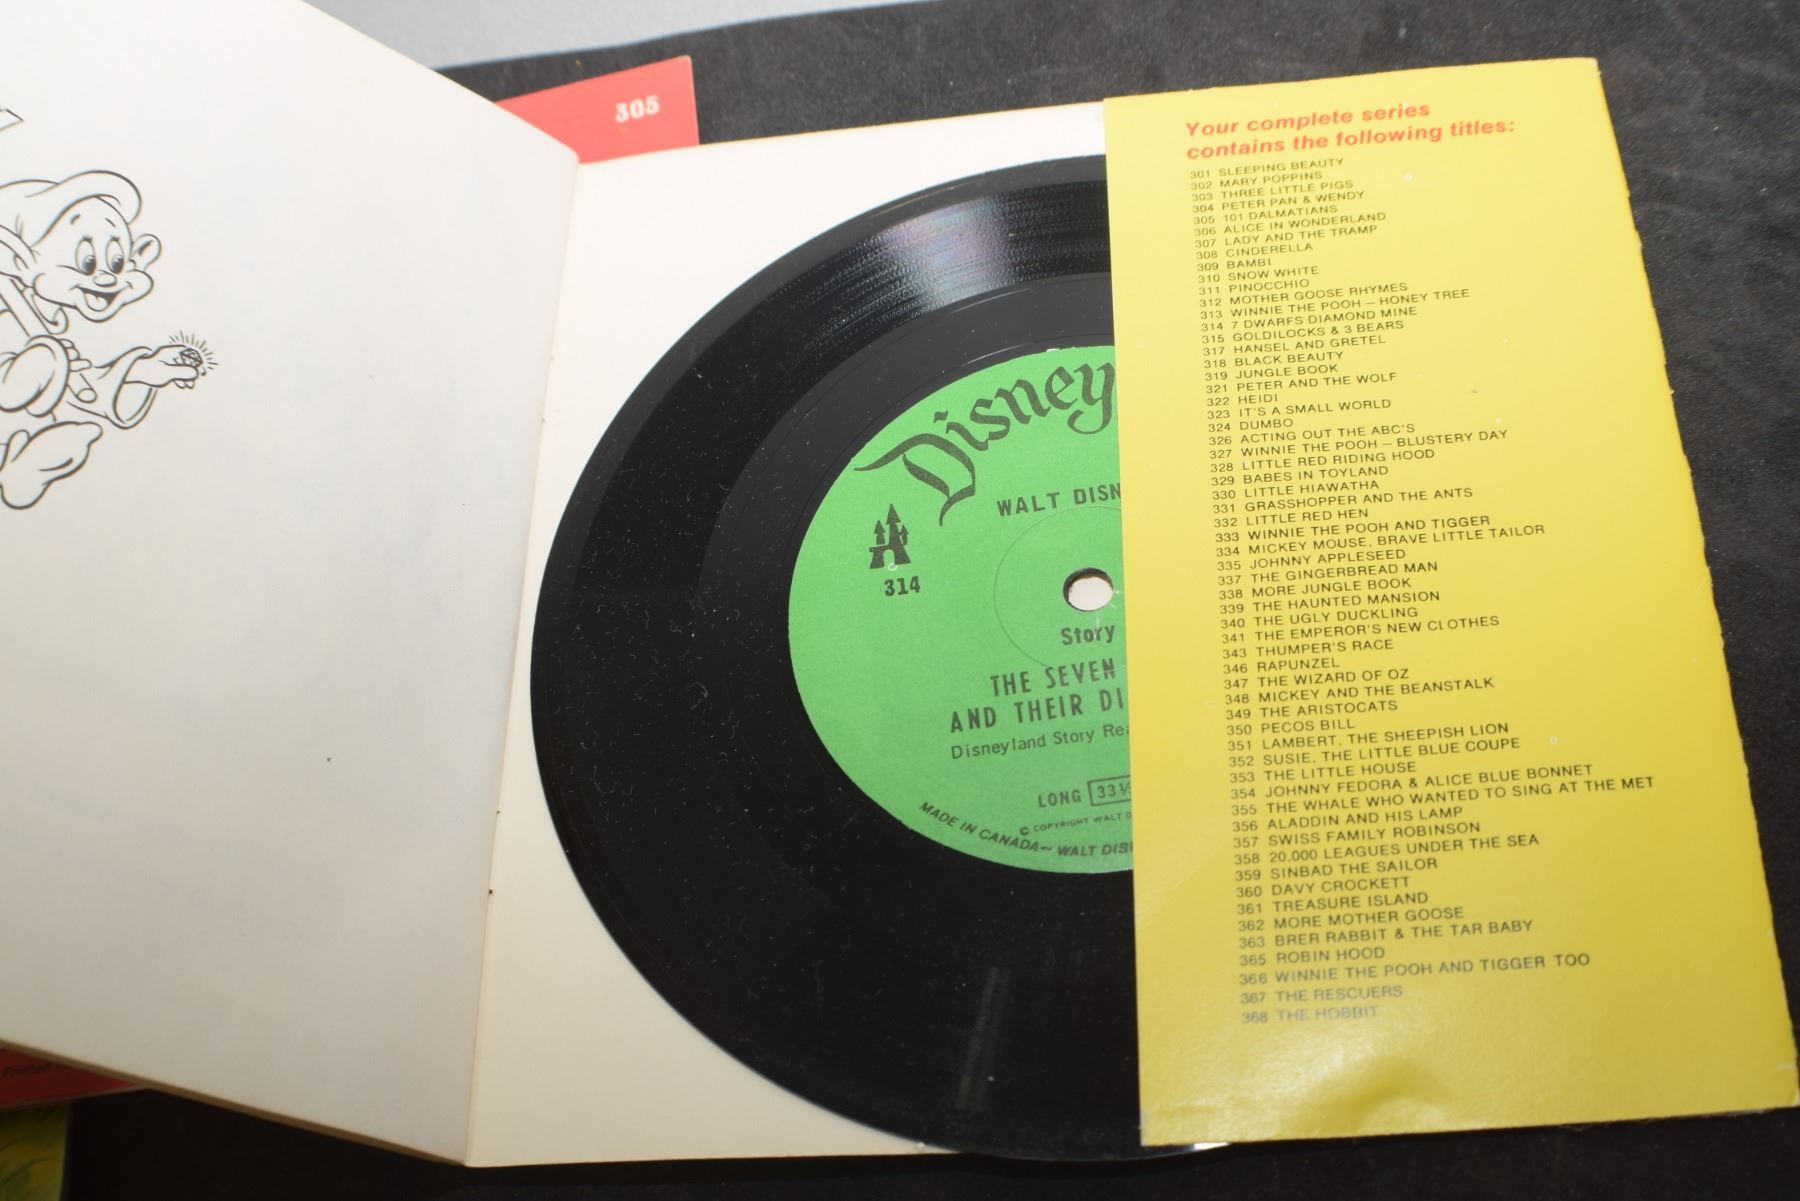 305
Your complete series
contains the following titles:
301 SLEEPING BEAUTY
302 MARY POPPINS
303 THREE LITTLE PIGS
304 PETER PAN & WENDY
305 101 DALMATIANS
306 ALICE IN WONDERLAND
307 LADY AND THE TRAMP
308 CINDERELLA
309 BAMBI
310 SNOW WHITE
311 PINOCCHIO
312 MOTHER GOOSE RHYMES
313 WINNIE THE POOH – HONEY TREE
314 7 DWARFS DIAMOND MINE
315 GOLDILOCKS & 3 BEARS
317 HANSEL AND GRETEL
318 BLACK BEAUTY
319 JUNGLE BOOK
321 PETER AND THE WOLF
322 HEIDI
323 IT'S A SMALL WORLD
324 DUMBO
326 ACTING OUT THE ABC'S
327 WINNIE THE POOH – BLUSTERY DAY
328 LITTLE RED RIDING HOOD
329 BABES IN TOYLAND
330 LITTLE HIAWATHA
331 GRASSHOPPER AND THE ANTS
332 LITTLE RED HEN
333 WINNIE THE POOH AND TIGGER
334 MICKEY MOUSE, BRAVE LITTLE TAILOR
335 JOHNNY APPLESEED
337 THE GINGERBREAD MAN
338 MORE JUNGLE BOOK
339 THE HAUNTED MANSION
340 THE UGLY DUCKLING
341 THE EMPEROR'S NEW CLOTHES
343 THUMPER'S RACE
346 RAPUNZEL
347 THE WIZARD OF OZ
348 MICKEY AND THE BEANSTALK
349 THE ARISTOCATS
350 PECOS BILL
351 LAMBERT, THE SHEEPISH LION
352 SUSIE, THE LITTLE BLUE COUPE
353 THE LITTLE HOUSE
354 JOHNNY FEDORA & ALICE BLUE BONNET
355 THE WHALE WHO WANTED TO SING AT THE MET
356 ALADDIN AND HIS LAMP
357 SWISS FAMILY ROBINSON
358 20,000 LEAGUES UNDER THE SEA
359 SINBAD THE SAILOR
360 DAVY CROCKETT
361 TREASURE ISLAND
362 MORE MOTHER GOOSE
363 BRER RABBIT & THE TAR BABY
365 ROBIN HOOD
366 WINNIE THE POOH AND TIGGER TOO
367 THE RESCUERS
368 THE HOBBIT
Disney
WALT DISN
314
Story
THE SEVEN
AND THEIR DI
Disneyland Story Re
LONG 33⅓
© COPYRIGHT WALT D
MADE IN CANADA – WALT DIS
Printed